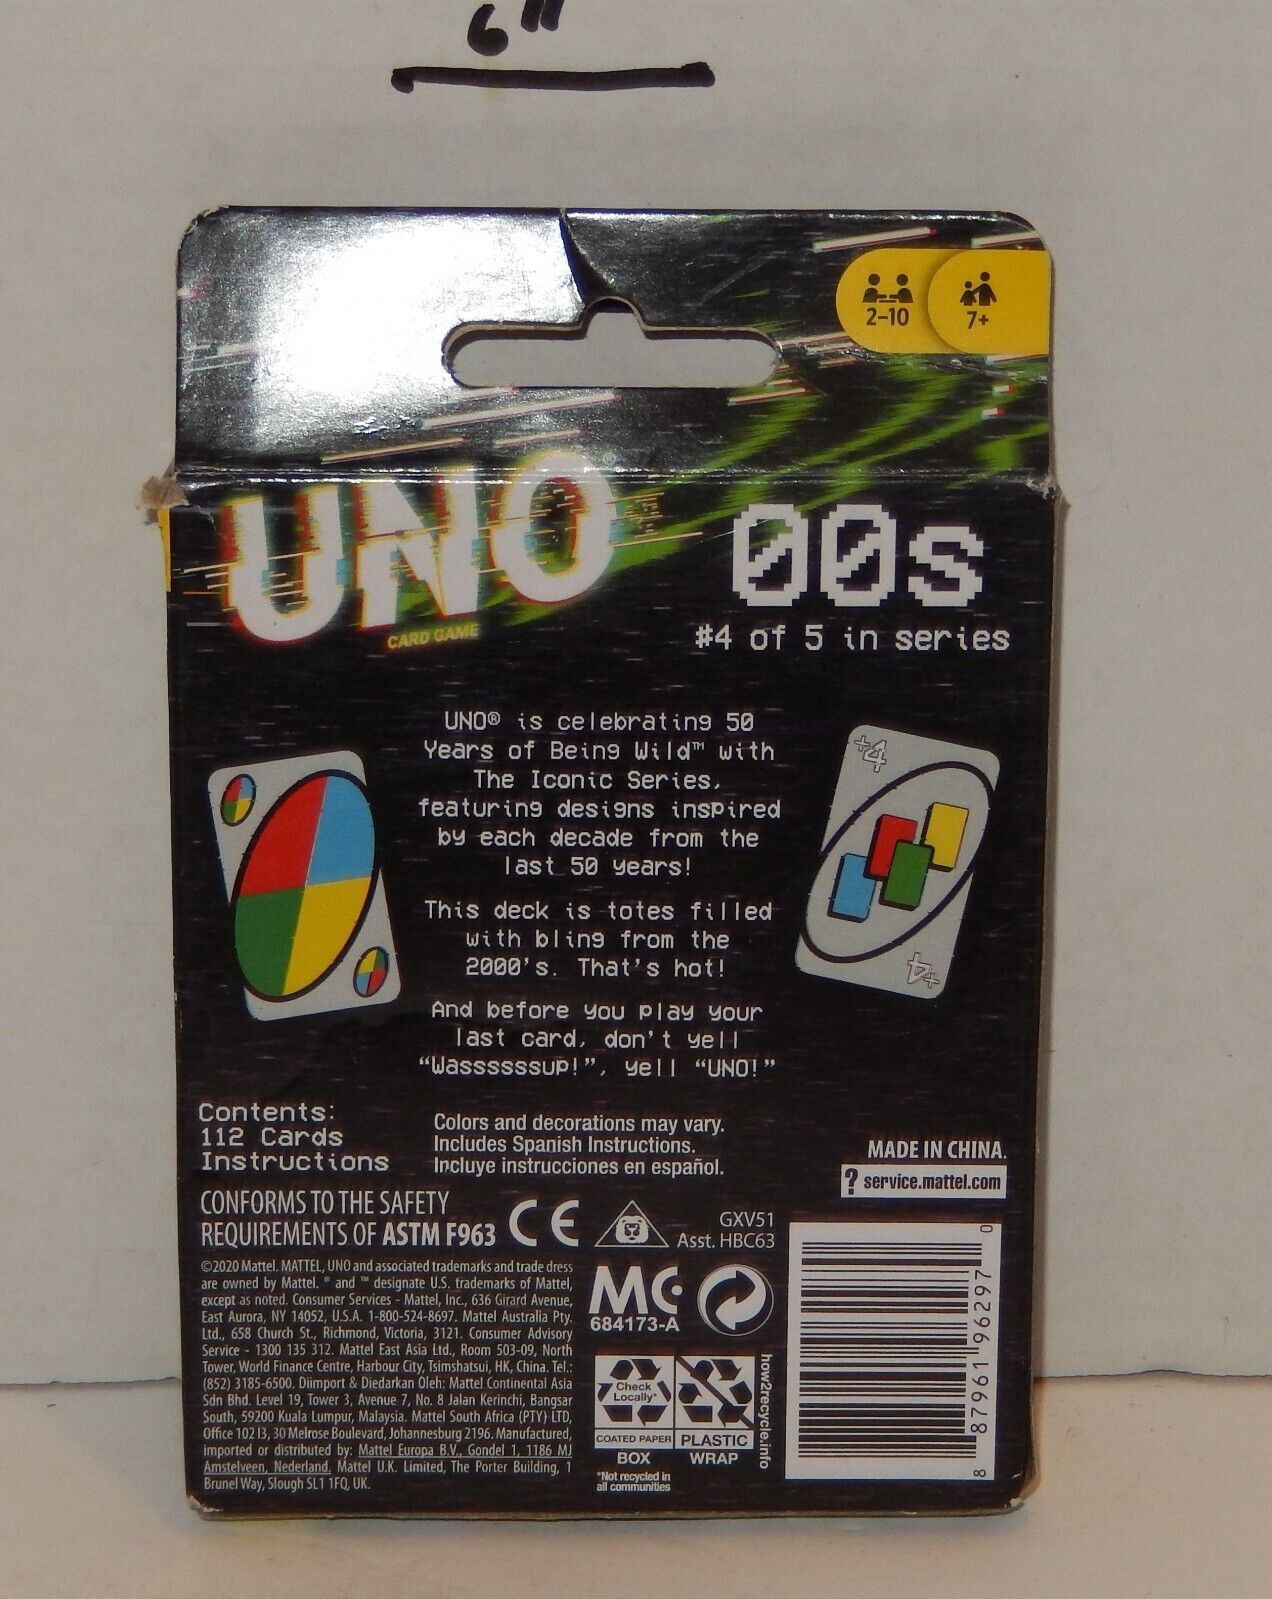 6"
2-10
7+
UNO®
CARD GAME
00s
#4 of 5 in series
UNO® is celebrating 50
Years of Being Wild™ with
The Iconic Series,
featuring designs inspired
by each decade from the
last 50 years!
This deck is totes filled
with bling from the
2000's. That's hot!
And before you play your
last card, don't yell
“Wassssssup!”, yell “UNO!”
+4
+4
Contents:
112 Cards
Instructions
Colors and decorations may vary.
Includes Spanish Instructions.
Incluye instrucciones en español.
MADE IN CHINA.
? service.mattel.com
CONFORMS TO THE SAFETY
REQUIREMENTS OF ASTM F963
CE
GXV51
Asst. HBC63
©2020 Mattel. MATTEL, UNO and associated trademarks and trade dress
are owned by Mattel. ® and ™ designate U.S. trademarks of Mattel,
except as noted. Consumer Services - Mattel, Inc., 636 Girard Avenue,
East Aurora, NY 14052, U.S.A. 1-800-524-8697. Mattel Australia Pty.
Ltd., 658 Church St., Richmond, Victoria, 3121. Consumer Advisory
Service - 1300 135 312. Mattel East Asia Ltd., Room 503-09, North
Tower, World Finance Centre, Harbour City, Tsimshatsui, HK, China. Tel.:
(852) 3185-6500. Diimport & Diedarkan Oleh: Mattel Continental Asia
Sdn Bhd. Level 19, Tower 3, Avenue 7, No. 8 Jalan Kerinchi, Bangsar
South, 59200 Kuala Lumpur, Malaysia. Mattel South Africa (PTY) LTD,
Office 102I3, 30 Melrose Boulevard, Johannesburg 2196. Manufactured,
imported or distributed by: Mattel Europa B.V., Gondel 1, 1186 MJ
Amstelveen, Nederland. Mattel U.K. Limited, The Porter Building, 1
Brunel Way, Slough SL1 1FQ, UK.
MC
684173-A
Check
Locally*
COATED PAPER
BOX
*Not recycled in
all communities
PLASTIC
WRAP
how2recycle.info
8 87961 96297 0